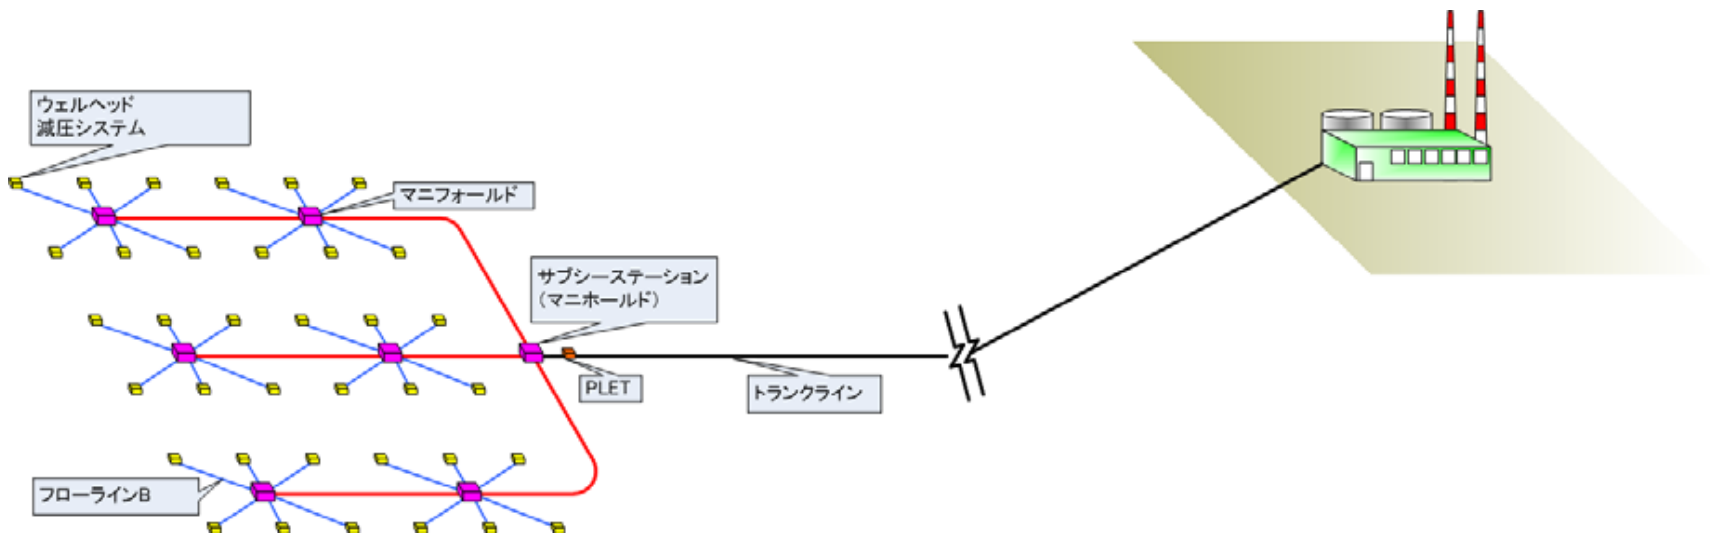 ウェルヘッド
減圧システム
マニフォールド
サブシーステーション
（マニホールド）
PLET
トランクライン
フローラインB